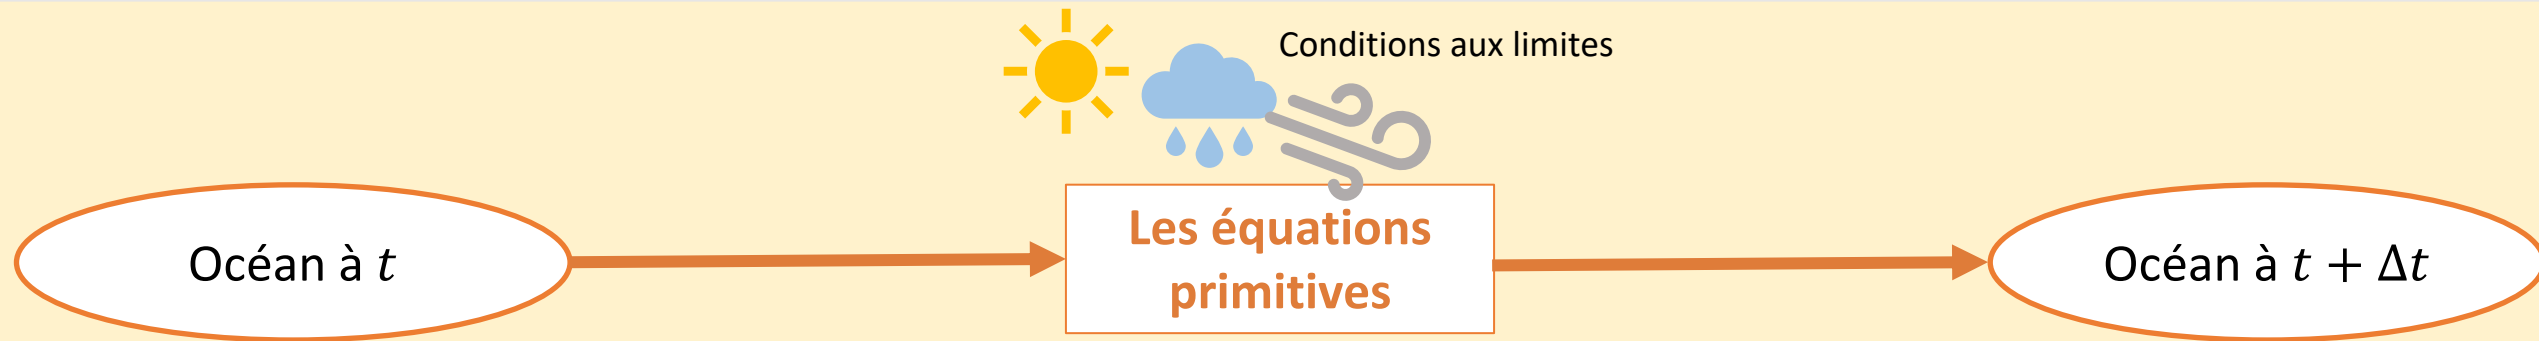 Conditions aux limites
Océan à t
Les équations
primitives
Océan à t + Δt